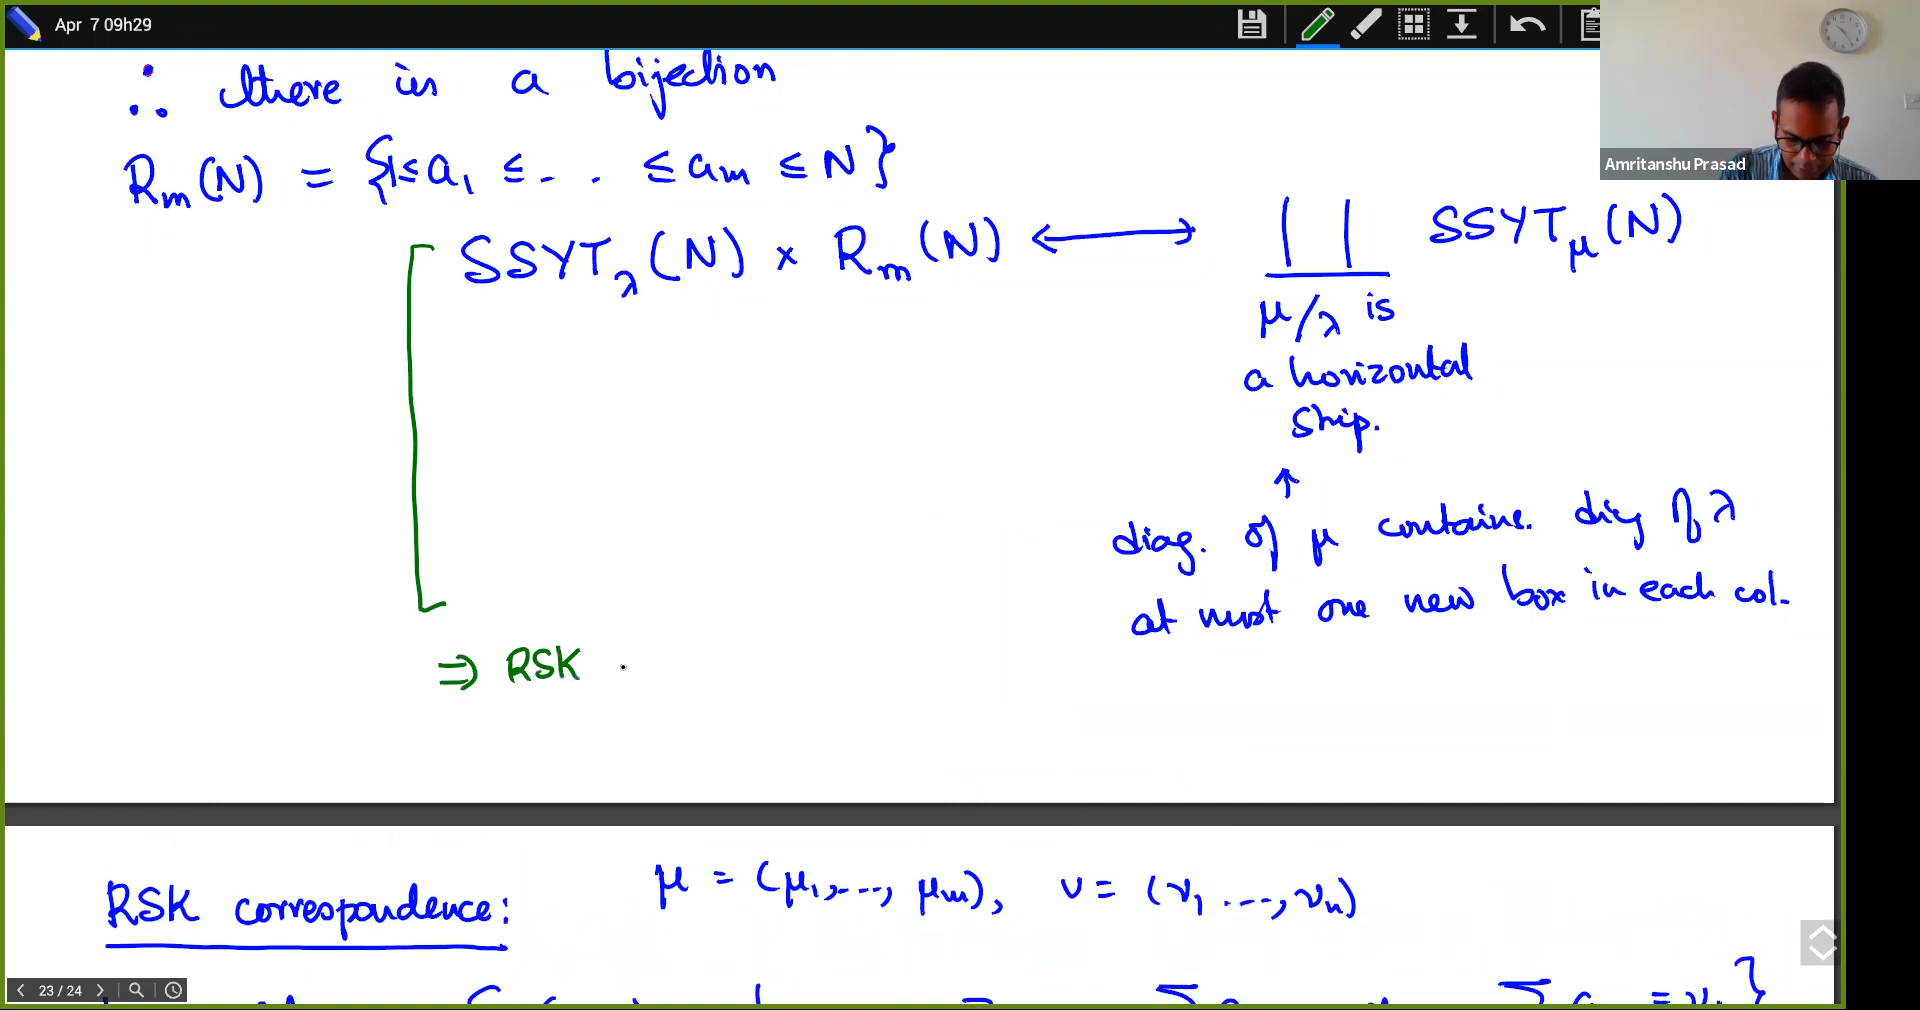 Apr 7 09h29
Amritanshu Prasad
∴ there is a bijection
R_m(N) = {1 ≤ a_1 ≤ . . ≤ a_m ≤ N}
SSYT_λ(N) × R_m(N) ⟷ ∐ SSYT_μ(N)
μ/λ is
a horizontal
strip.
↑
diag. of μ contains. diag of λ
at most one new box in each col.
⇒ RSK
RSK correspondence: μ = (μ_1, ..., μ_m), ν = (ν_1 ..., ν_n)
23 / 24